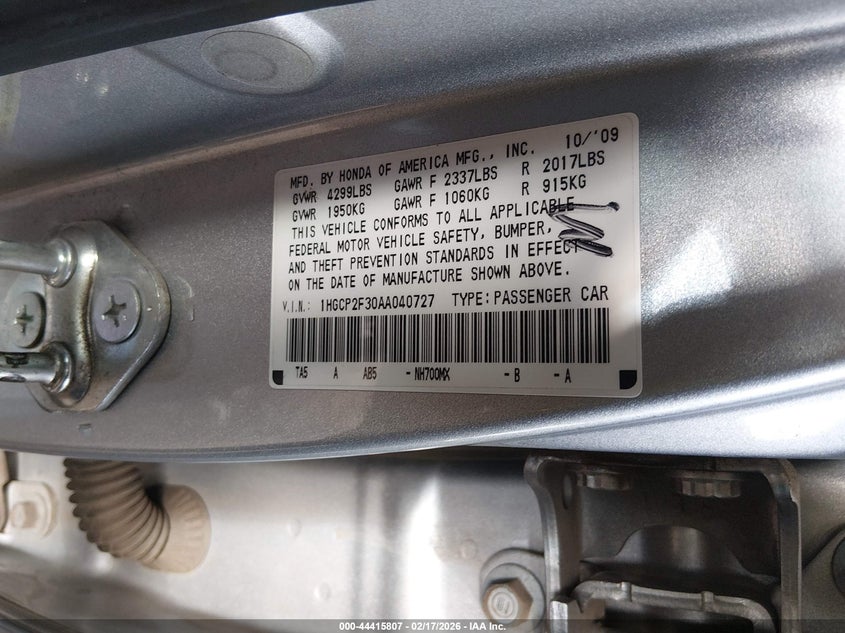 MFD. BY HONDA OF AMERICA MFG., INC. 10/'09
GVWR 4299LBS GAWR F 2337LBS R 2017LBS
GVWR 1950KG GAWR F 1060KG R 915KG
THIS VEHICLE CONFORMS TO ALL APPLICABLE
FEDERAL MOTOR VEHICLE SAFETY, BUMPER,
AND THEFT PREVENTION STANDARDS IN EFFECT
ON THE DATE OF MANUFACTURE SHOWN ABOVE.
V.I.N.: 1HGCP2F30AA040727 TYPE: PASSENGER CAR
TA5 A AB5 - NH700MX - B - A
000-44415807 - 02/17/2026 - IAA Inc.